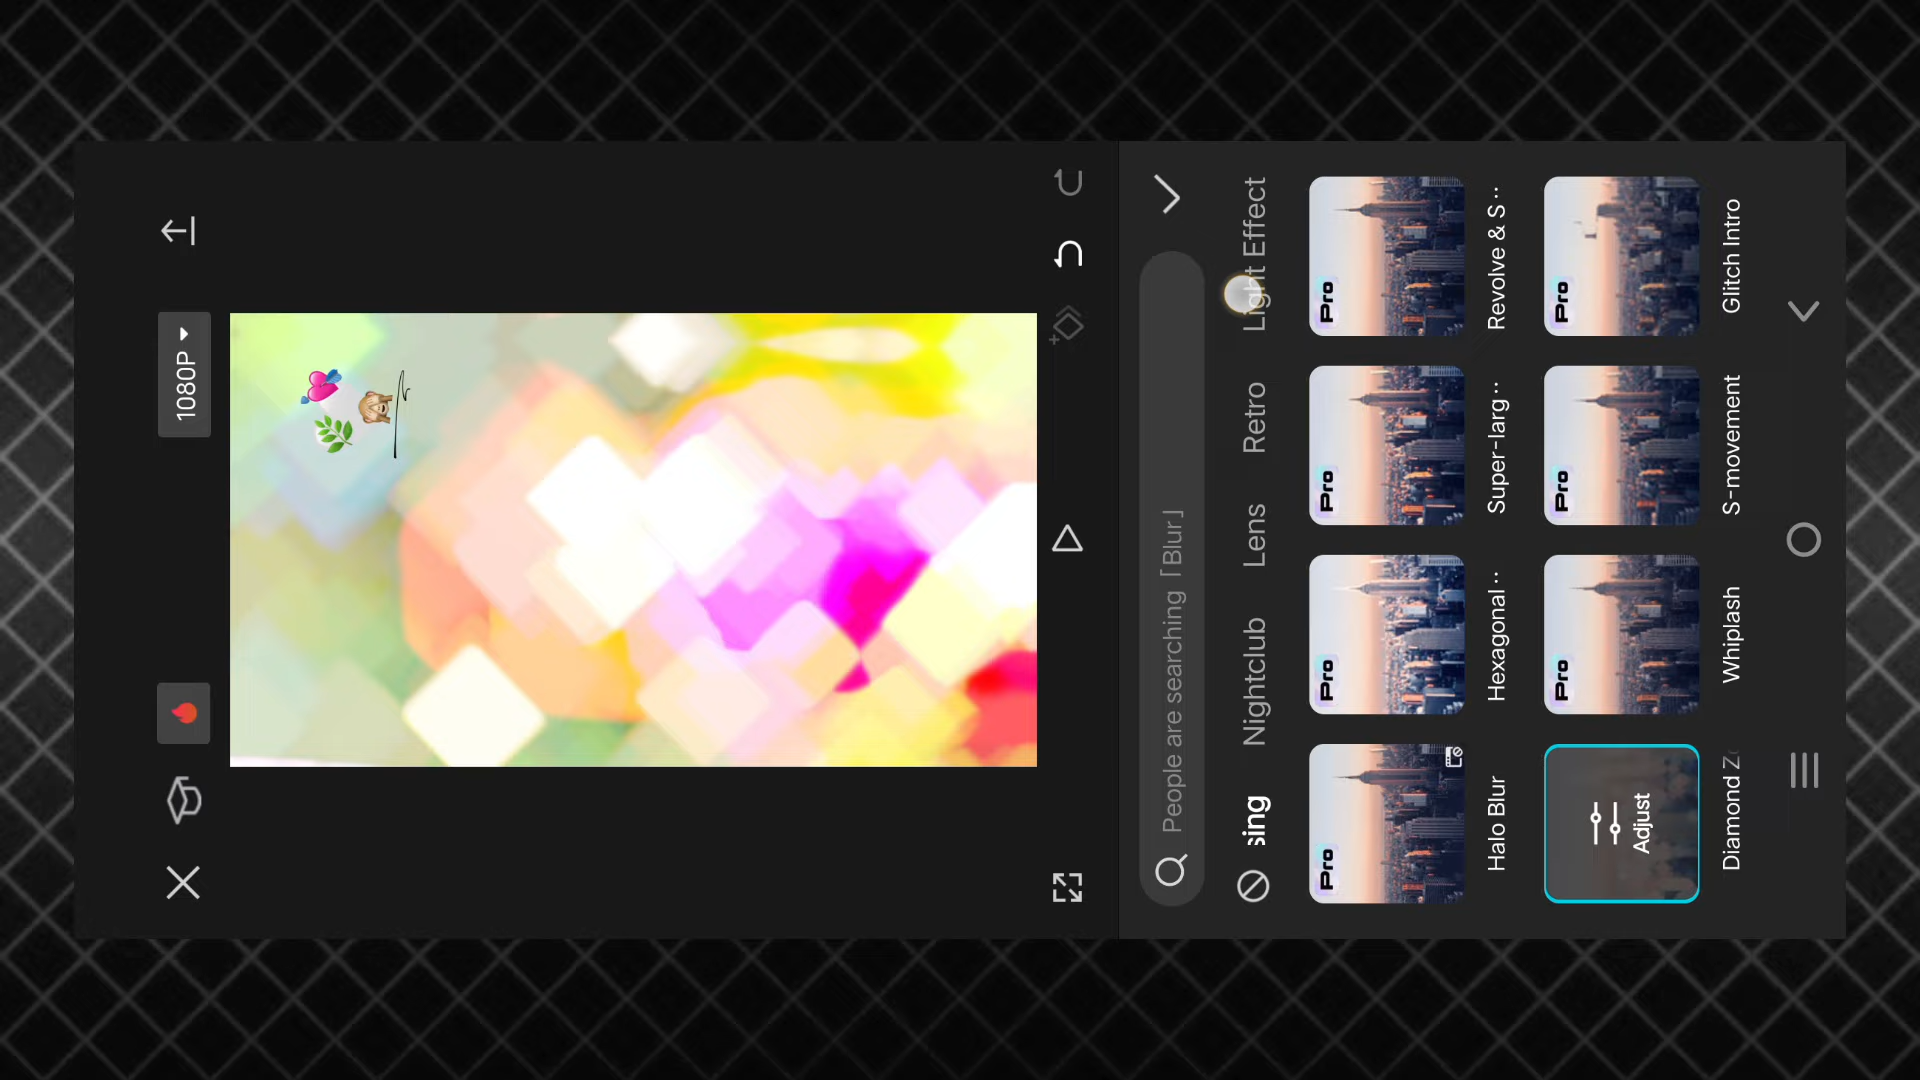 1080P
People are searching「Blur」
sing Nightclub Lens Retro Light Effect
Pro Pro Pro Pro
Halo Blur Hexagonal ·· Super-larg ·· Revolve & S ··
Pro Pro Pro
Adjust
Diamond Z Whiplash S-movement Glitch Intro